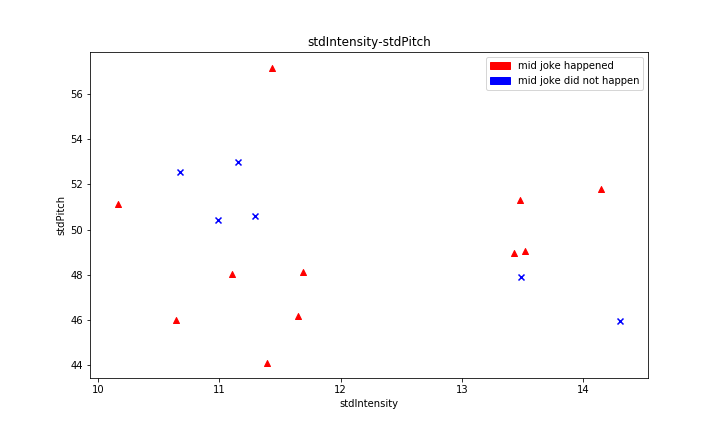 stdIntensity-stdPitch
mid joke happened
mid joke did not happen
56
54
52
50
48
46
44
stdPitch
10
11
12
13
14
stdIntensity